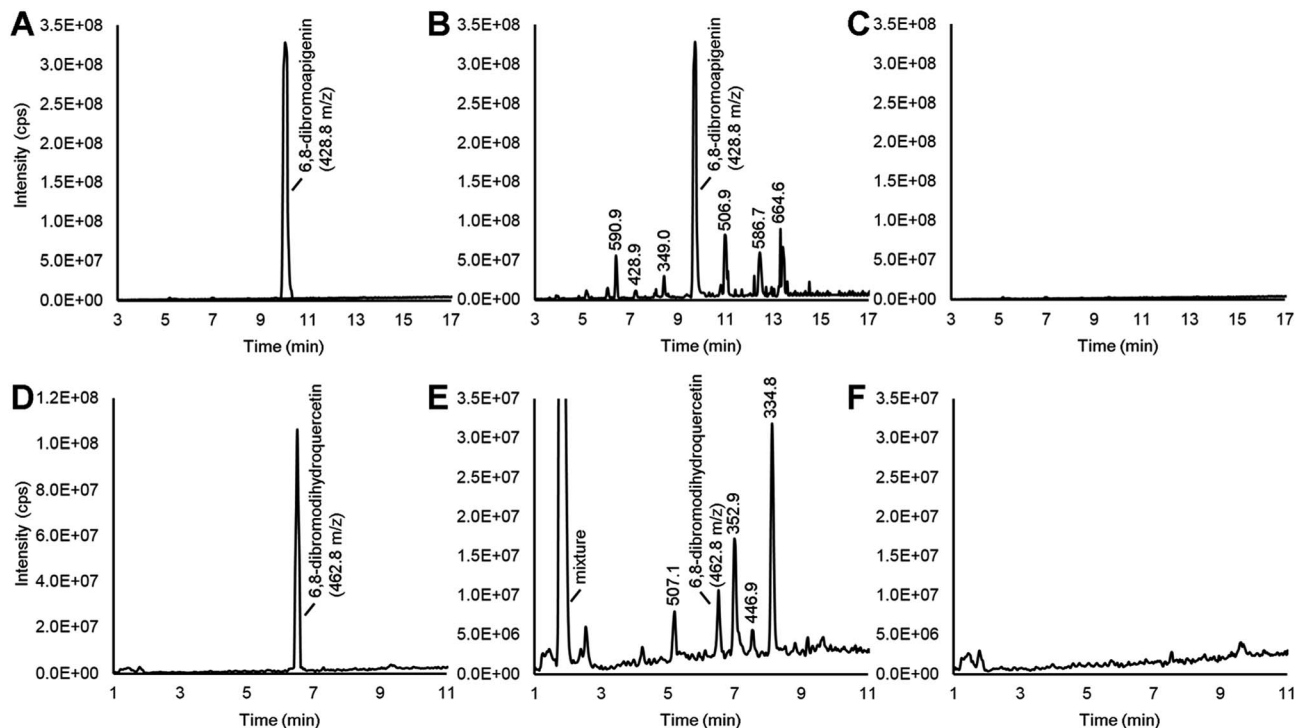 A
3.5E+08
3.0E+08
2.5E+08
2.0E+08
1.5E+08
1.0E+08
5.0E+07
0.0E+00
Intensity (cps)
6,8-dibromoapigenin
(428.8 m/z)
3 5 7 9 11 13 15 17
Time (min)
B
3.5E+08
3.0E+08
2.5E+08
2.0E+08
1.5E+08
1.0E+08
5.0E+07
0.0E+00
590.9
428.9
349.0
6,8-dibromoapigenin
(428.8 m/z)
506.9
586.7
664.6
3 5 7 9 11 13 15 17
Time (min)
C
3.5E+08
3.0E+08
2.5E+08
2.0E+08
1.5E+08
1.0E+08
5.0E+07
0.0E+00
3 5 7 9 11 13 15 17
Time (min)
D
1.2E+08
1.0E+08
8.0E+07
6.0E+07
4.0E+07
2.0E+07
0.0E+00
Intensity (cps)
6,8-dibromodihydroquercetin
(462.8 m/z)
1 3 5 7 9 11
Time (min)
E
3.5E+07
3.0E+07
2.5E+07
2.0E+07
1.5E+07
1.0E+07
5.0E+06
0.0E+00
mixture
507.1
6,8-dibromodihydroquercetin
(462.8 m/z)
352.9
446.9
334.8
1 3 5 7 9 11
Time (min)
F
3.5E+07
3.0E+07
2.5E+07
2.0E+07
1.5E+07
1.0E+07
5.0E+06
0.0E+00
1 3 5 7 9 11
Time (min)